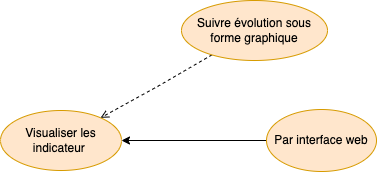 Suivre évolution sous
forme graphique
Visualiser les
indicateur
Par interface web